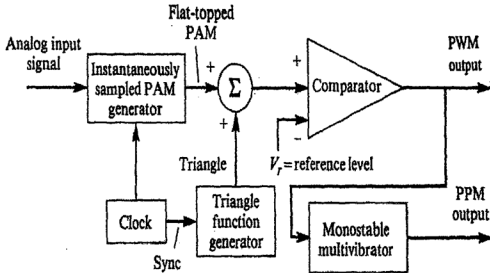 Flat-topped
PAM
Analog input
signal
Instantaneously
sampled PAM
generator
+
Σ
+
+
Comparator
−
PWM
output
V_r = reference level
Triangle
Clock
Sync
Triangle
function
generator
Monostable
multivibrator
PPM
output